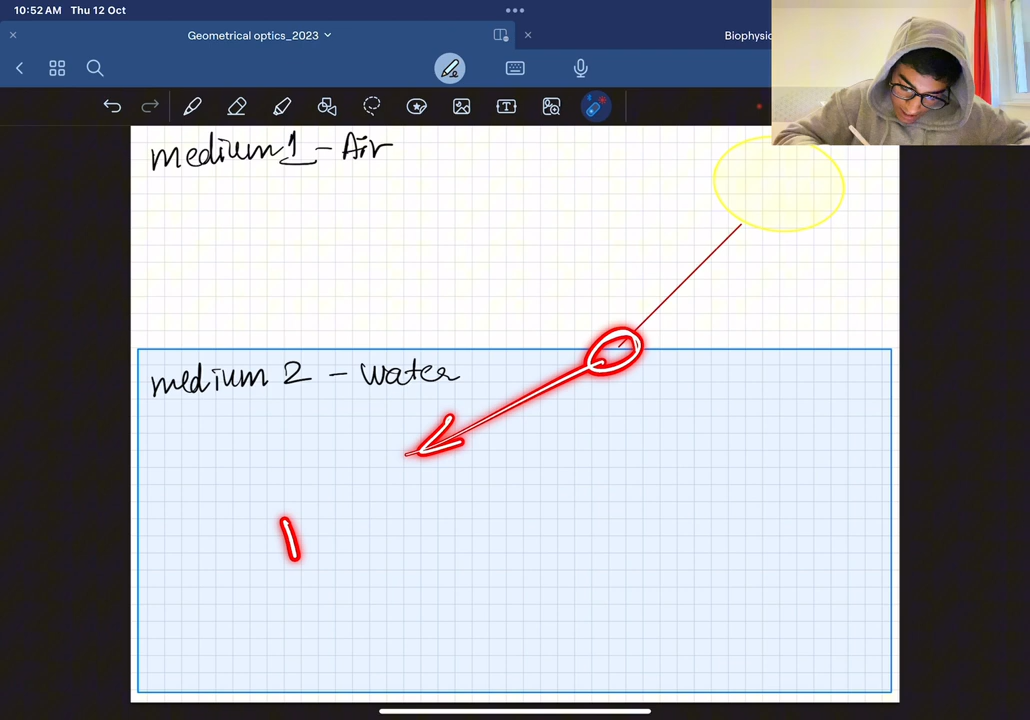 10:52 AM Thu 12 Oct
Geometrical optics_2023
Biophysic
medium 1 - Air
medium 2 - water